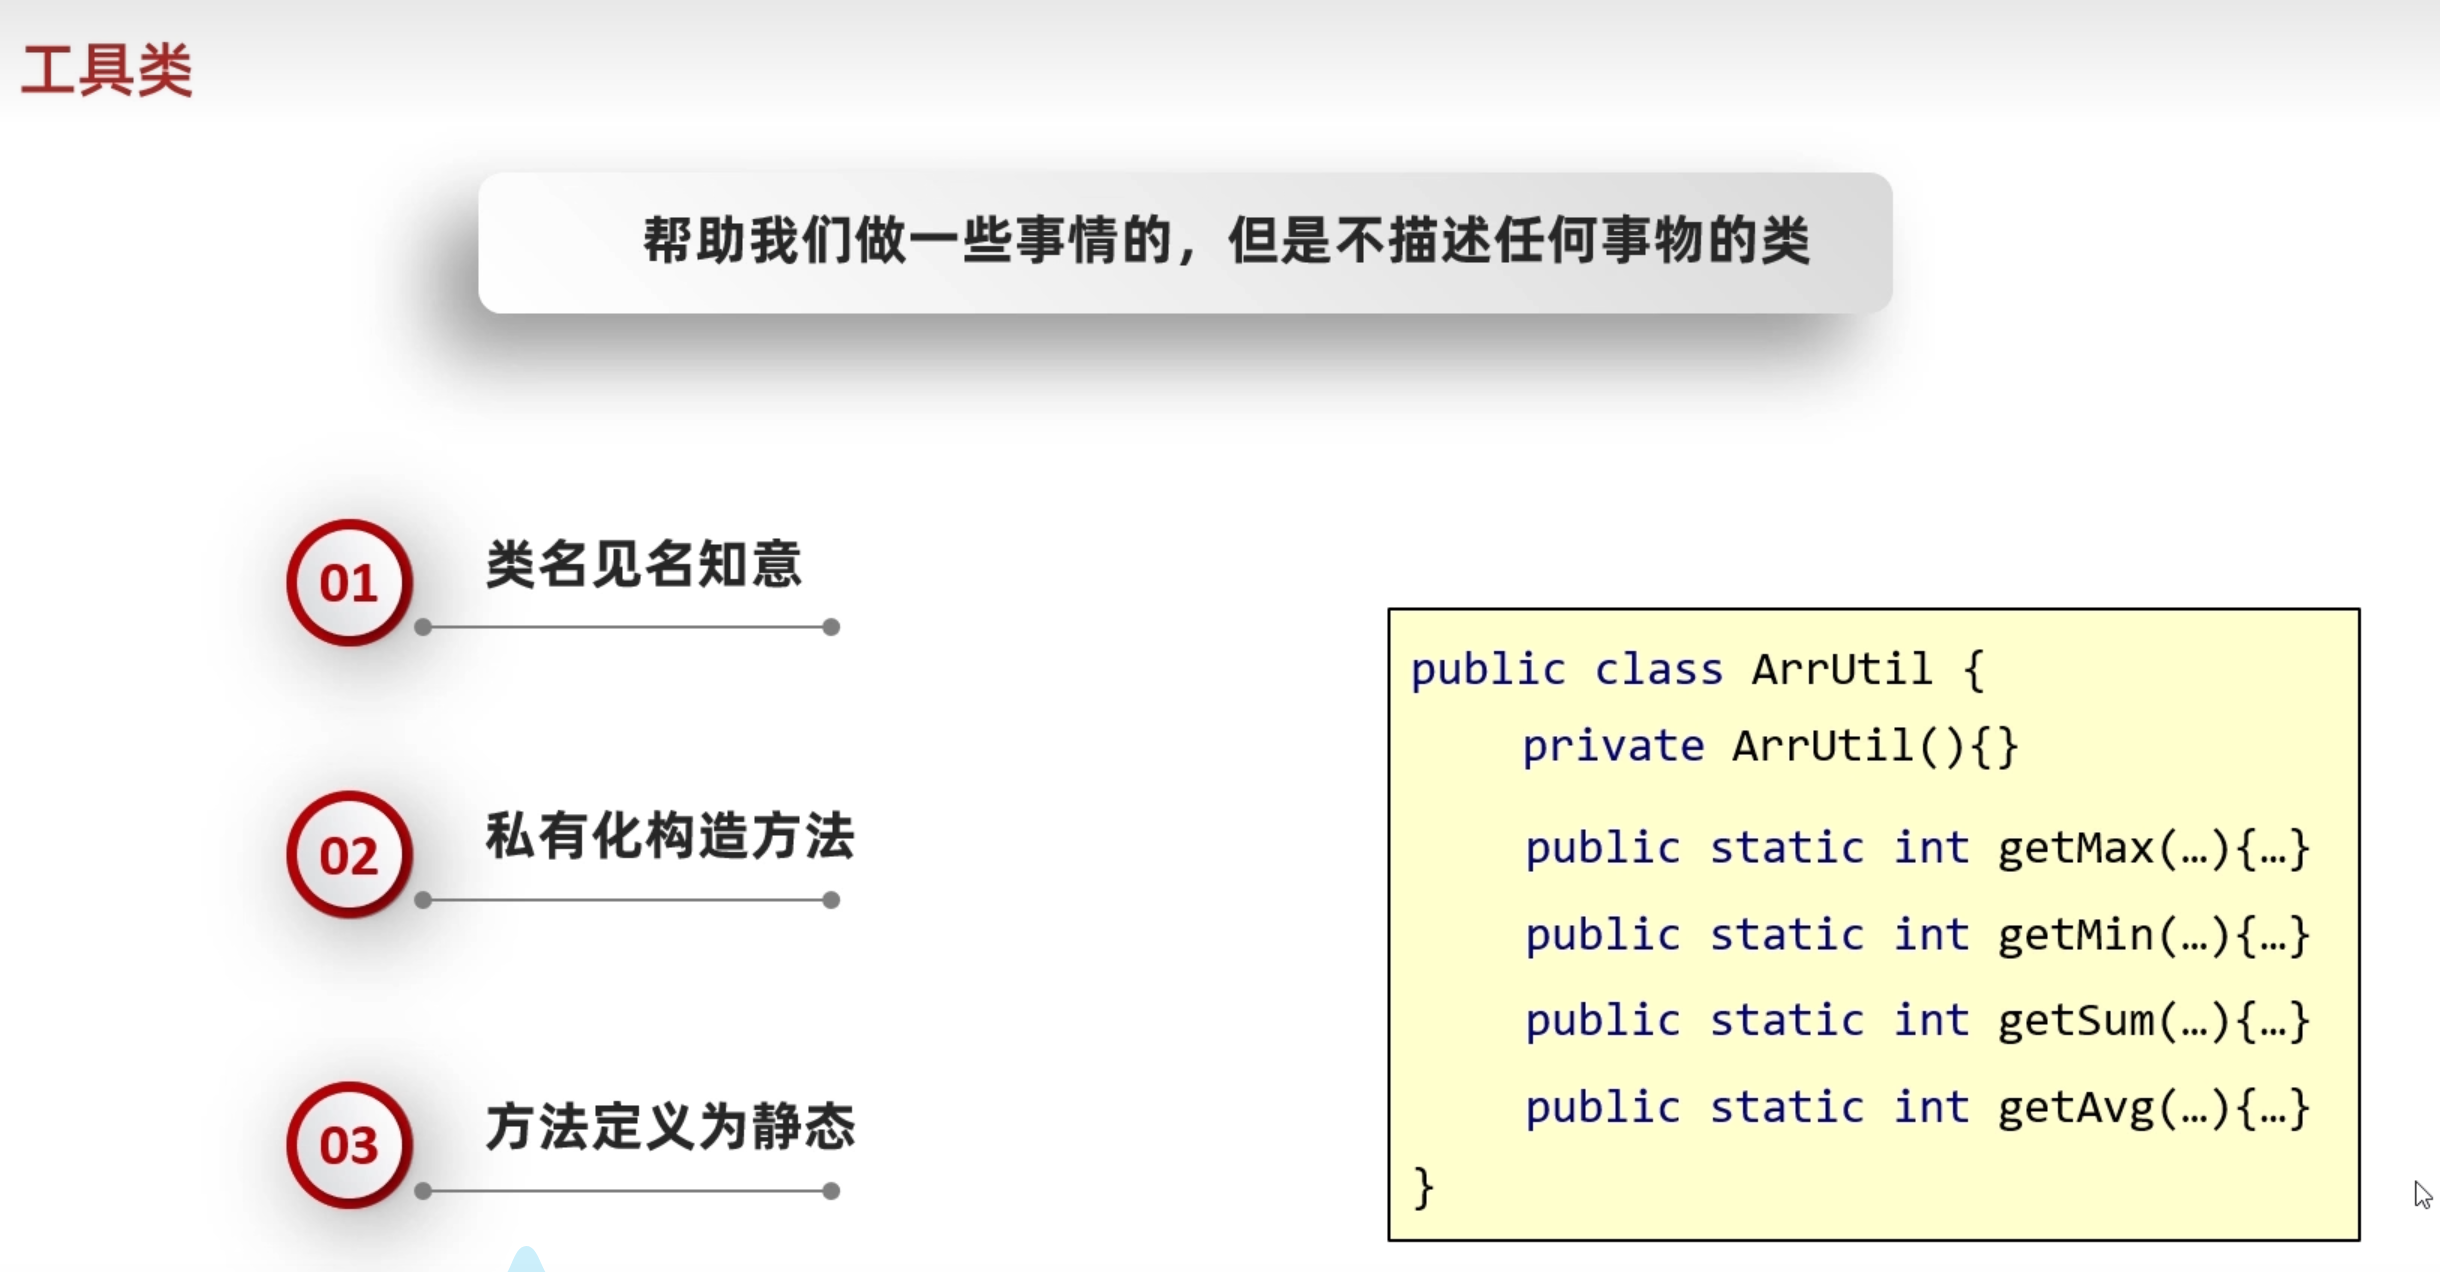 工具类
帮助我们做一些事情的，但是不描述任何事物的类
01
类名见名知意
02
私有化构造方法
03
方法定义为静态
public class ArrUtil {
private ArrUtil(){}
public static int getMax(…){…}
public static int getMin(…){…}
public static int getSum(…){…}
public static int getAvg(…){…}
}